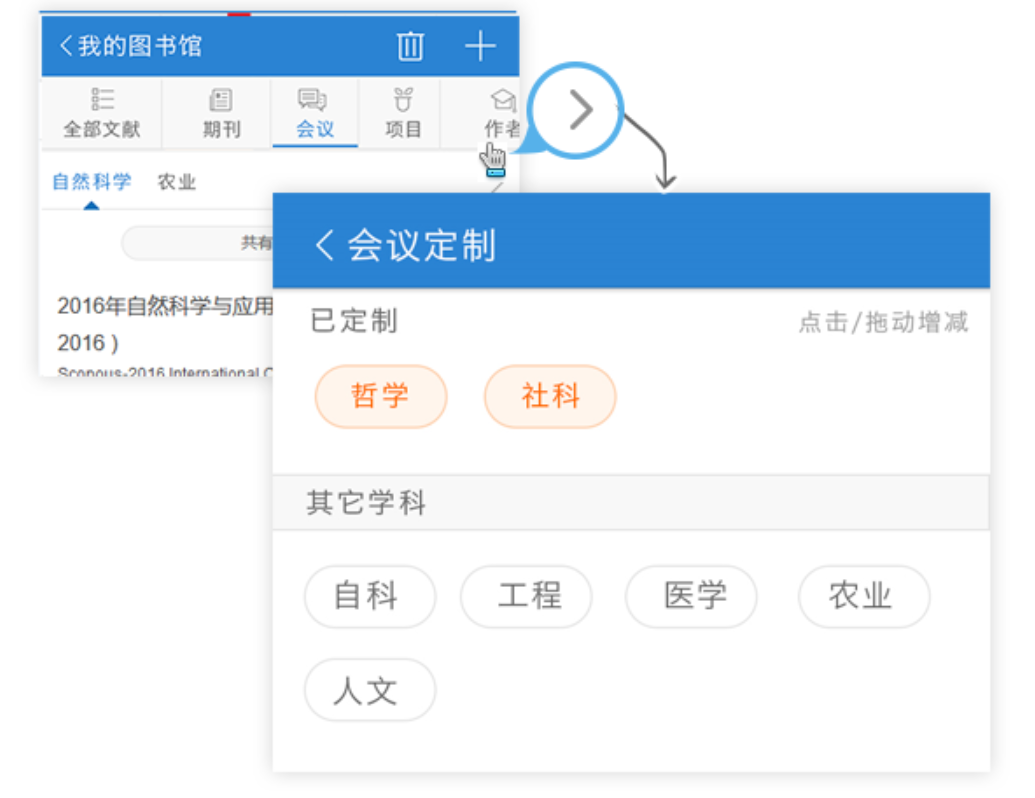 我的图书馆
全部文献 期刊 会议 项目 作者
自然科学 农业
共有
2016年自然科学与应用
2016）
Scopous-2016 International C
会议定制
已定制 点击/拖动增减
哲学 社科
其它学科
自科 工程 医学 农业
人文